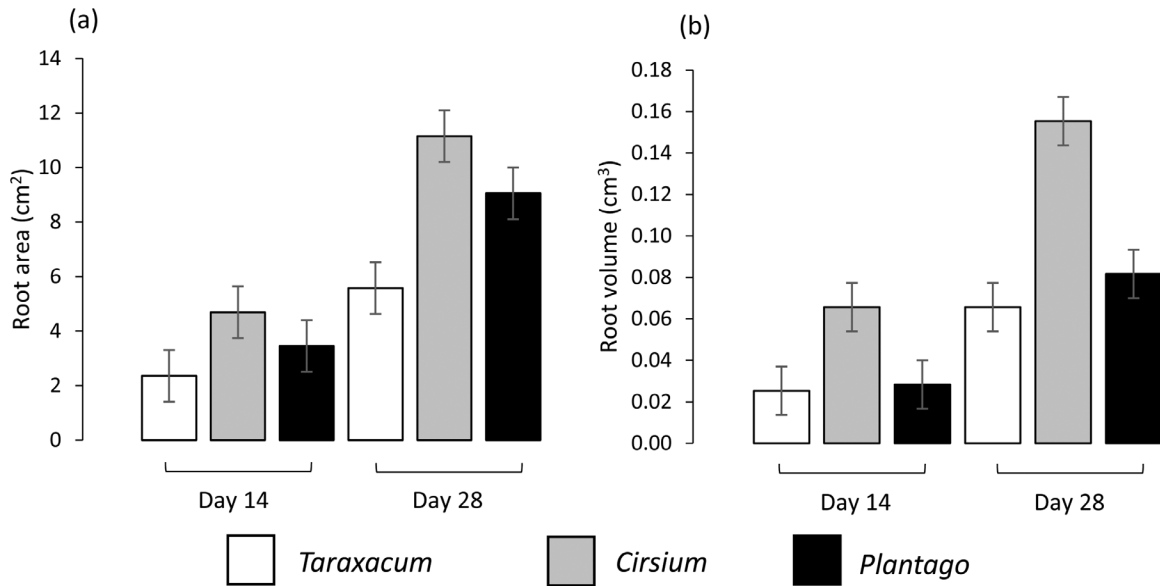 (a)
Root area (cm²)
14
12
10
8
6
4
2
0
Day 14
Day 28
(b)
Root volume (cm³)
0.18
0.16
0.14
0.12
0.10
0.08
0.06
0.04
0.02
0.00
Day 14
Day 28
Taraxacum
Cirsium
Plantago